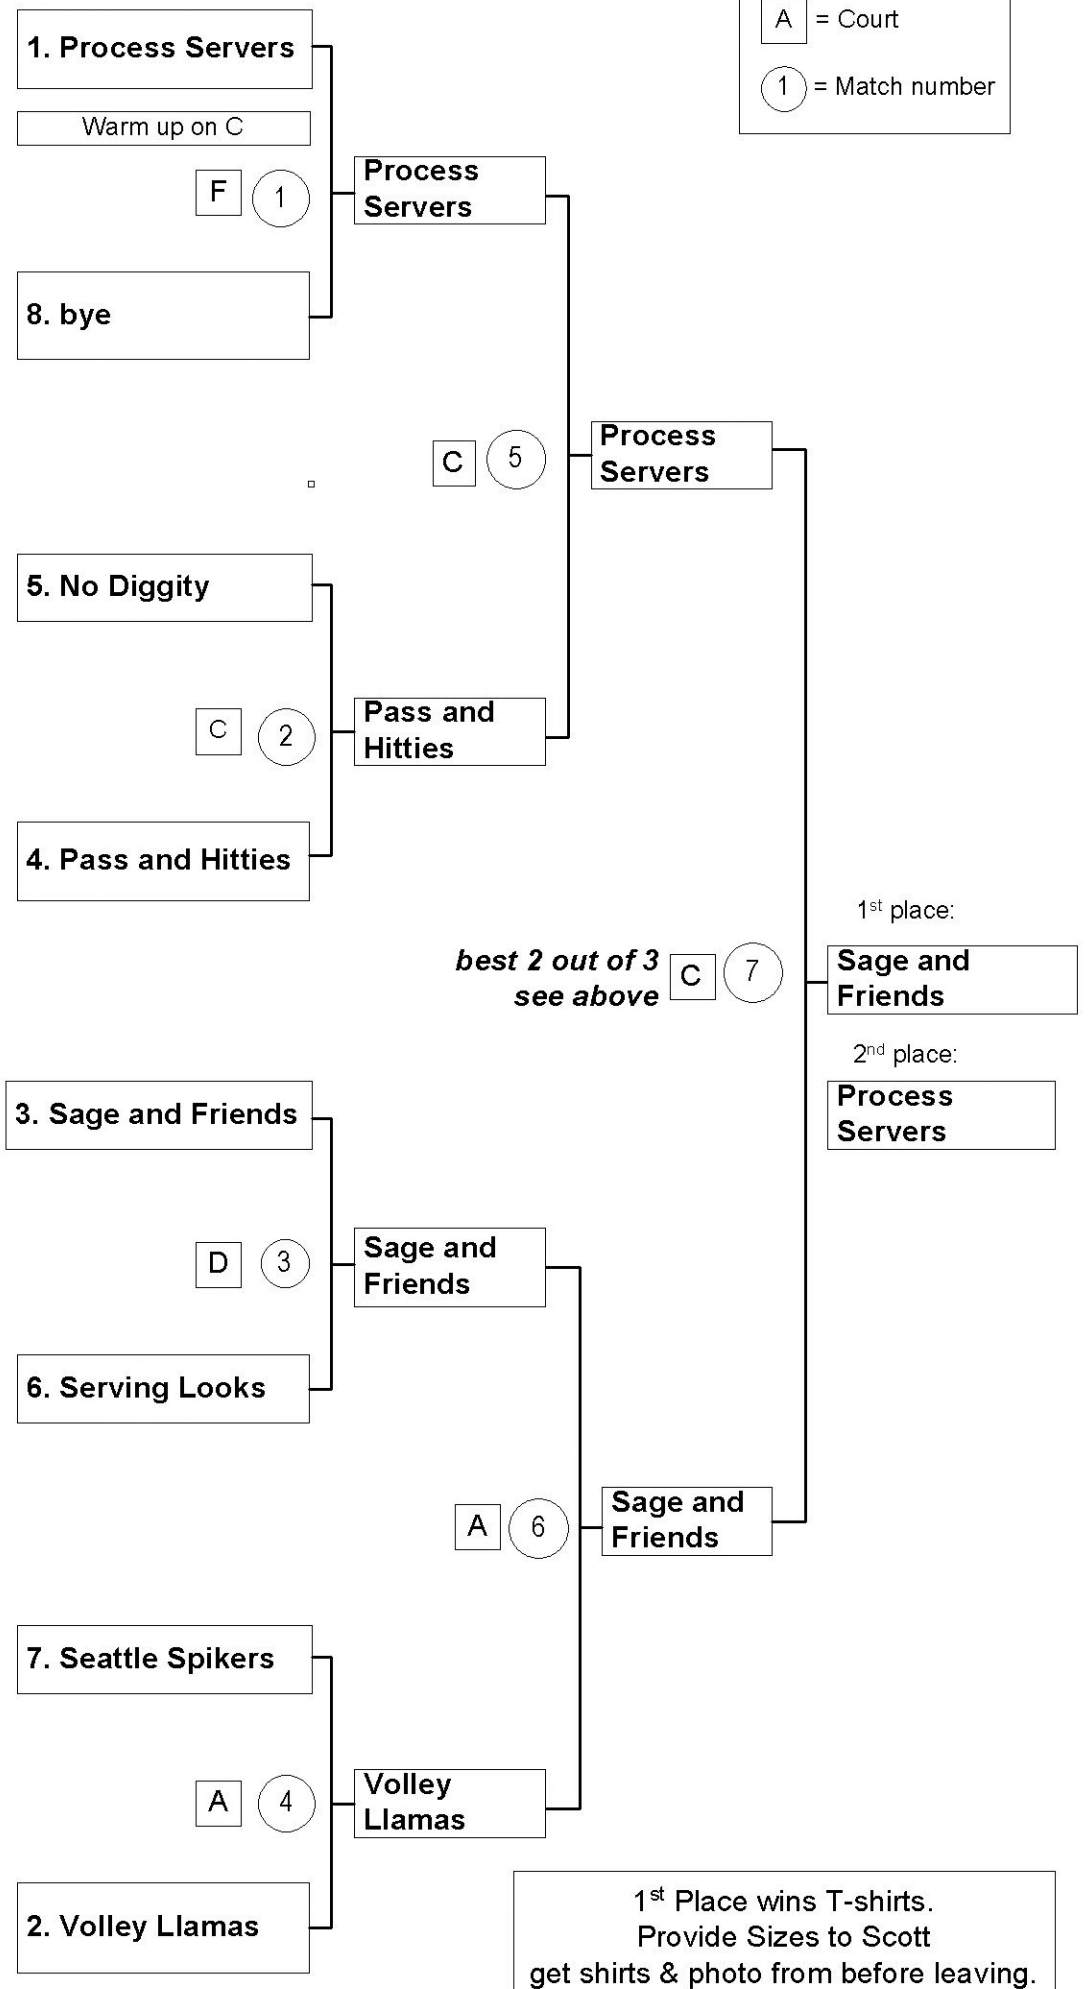 A = Court
1 = Match number
1. Process Servers
Warm up on C
F 1
Process
Servers
8. bye
C 5
Process
Servers
5. No Diggity
C 2
Pass and
Hitties
4. Pass and Hitties
best 2 out of 3
see above
C 7
1st place:
Sage and
Friends
2nd place:
Process
Servers
3. Sage and Friends
D 3
Sage and
Friends
6. Serving Looks
A 6
Sage and
Friends
7. Seattle Spikers
A 4
Volley
Llamas
2. Volley Llamas
1st Place wins T-shirts.
Provide Sizes to Scott
get shirts & photo from before leaving.